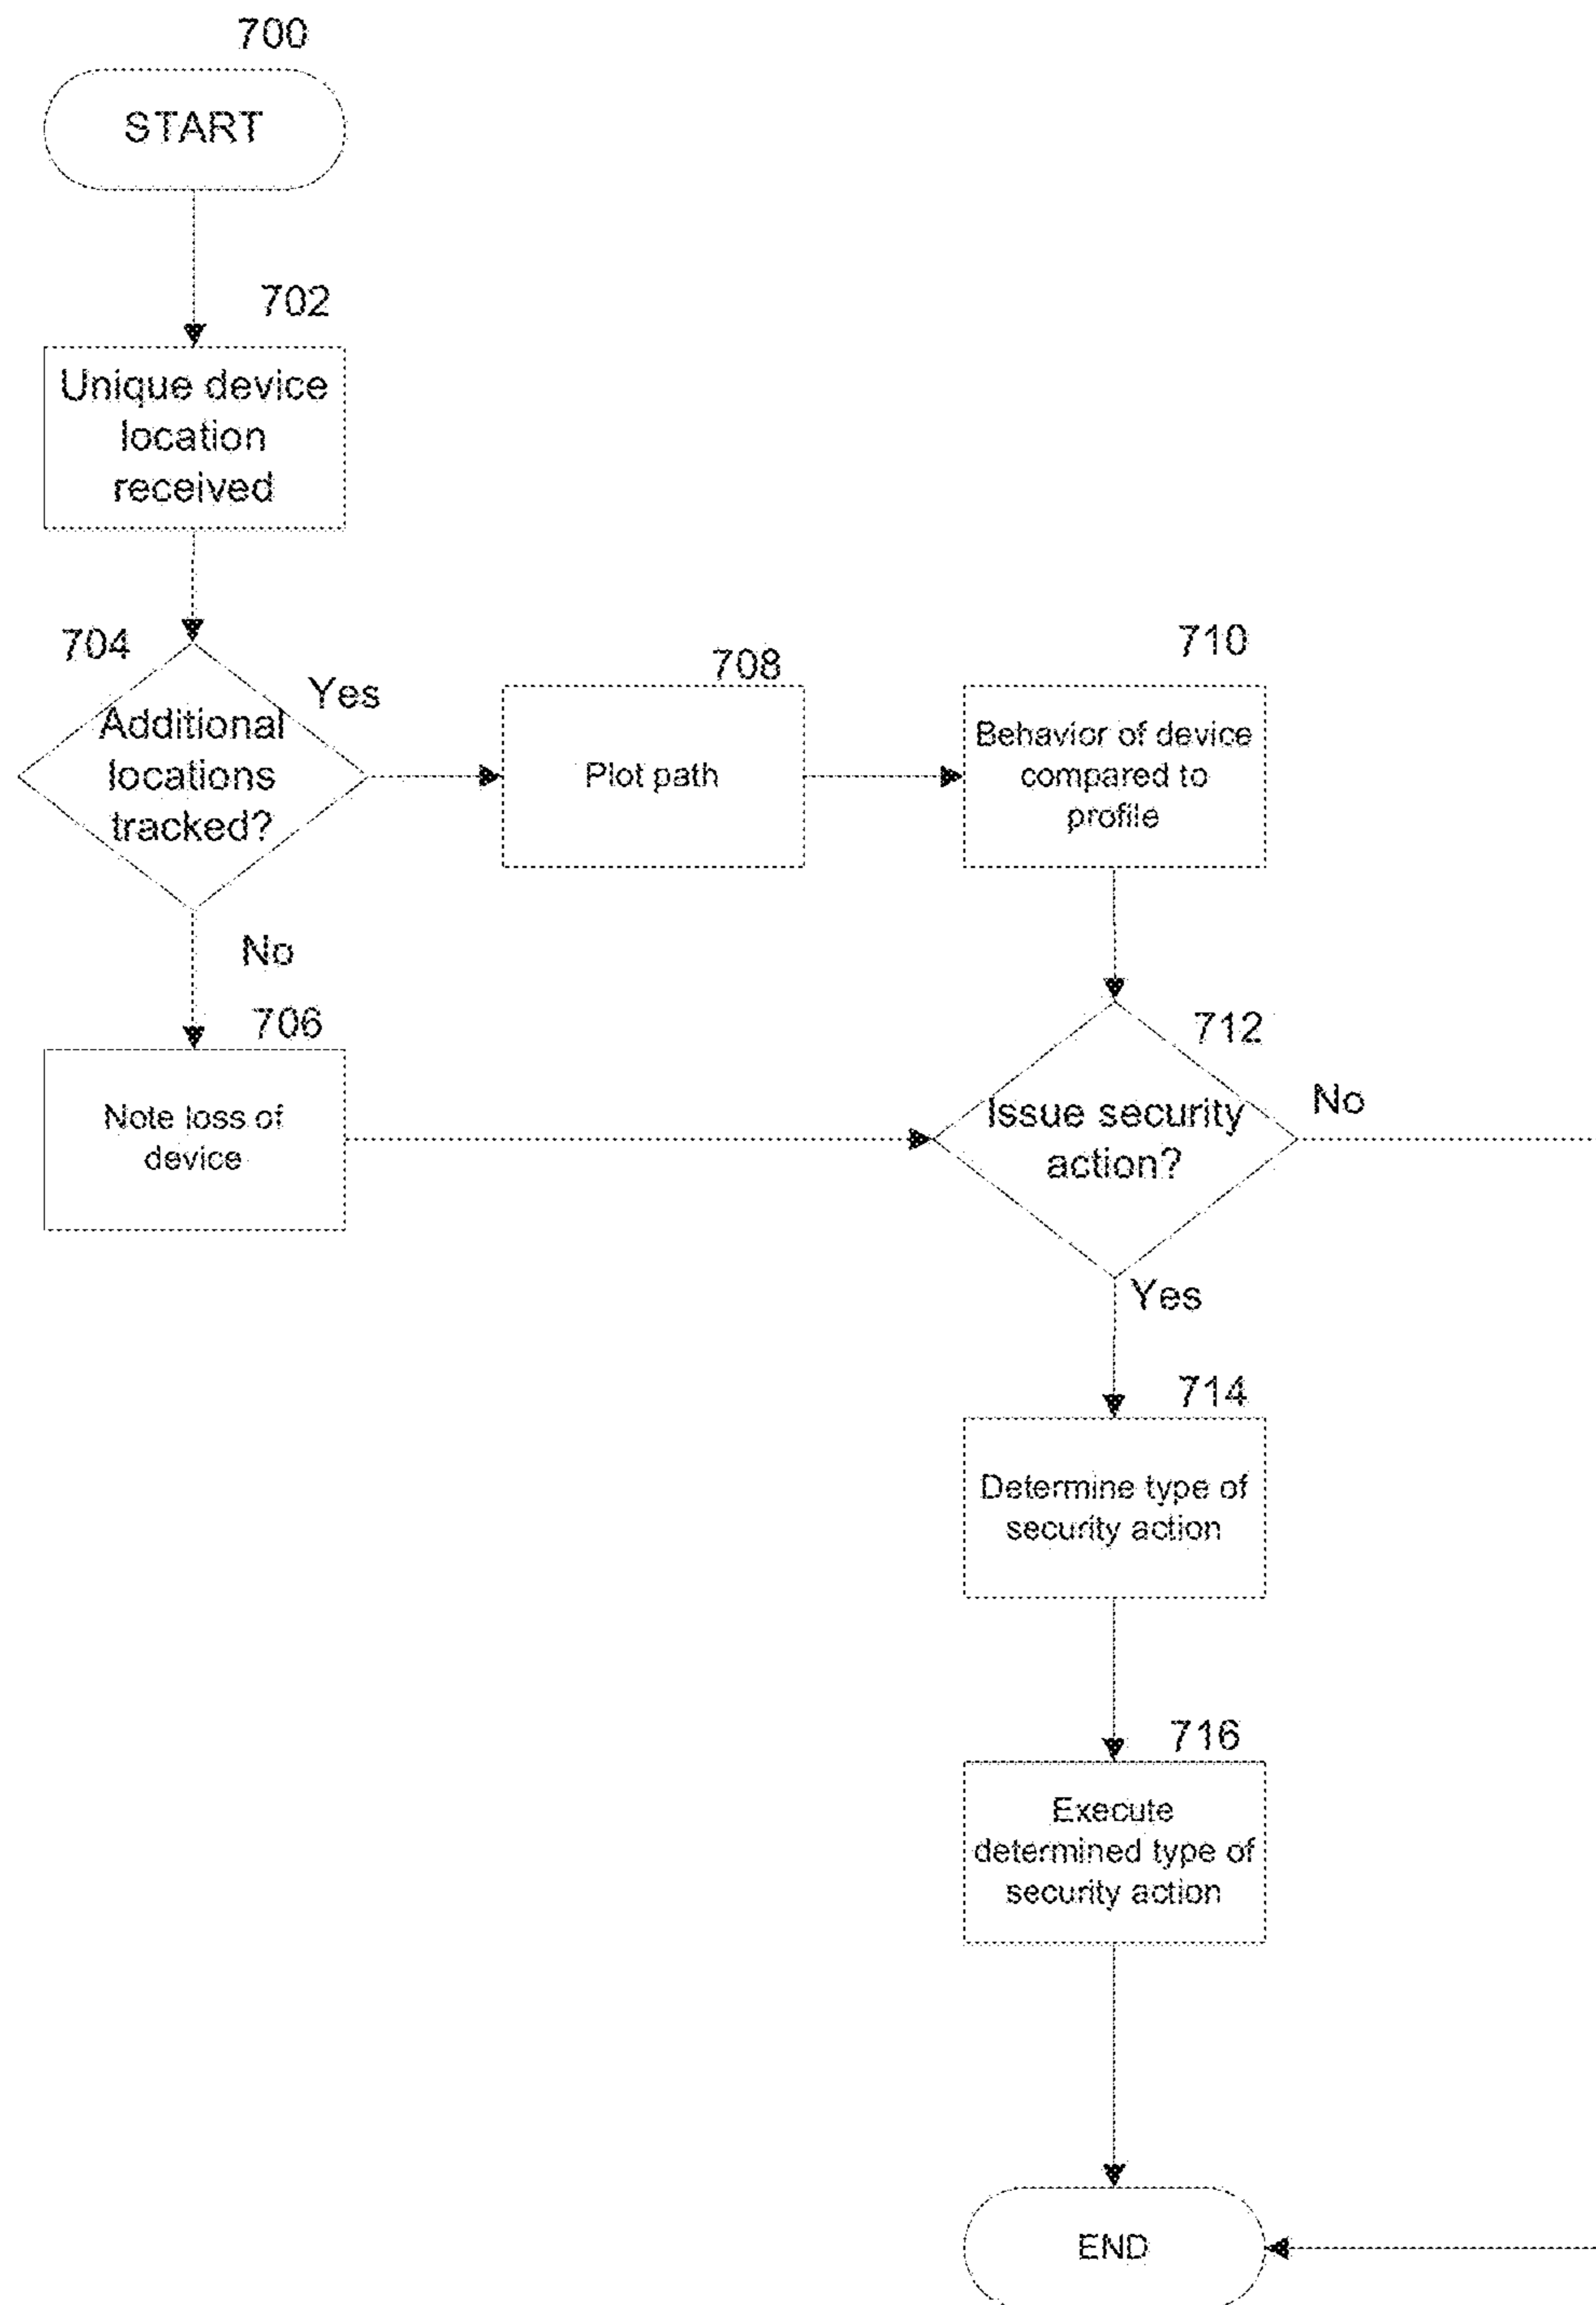 700
START
702
Unique device
location
received
704
Additional
locations
tracked?
Yes
708
Plot path
710
Behavior of device
compared to
profile
No
706
Note loss of
device
712
Issue security
action?
No
Yes
714
Determine type of
security action
716
Execute
determined type of
security action
END